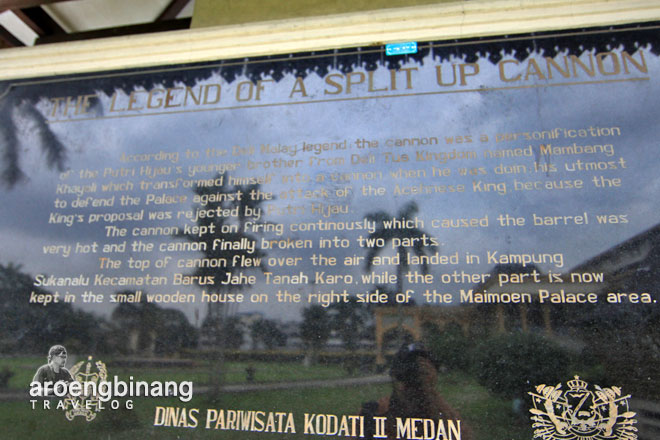 THE LEGEND OF A SPLIT UP CANNON
According to the Deli Malay legend, the cannon was a personification
of the Putri Hyau's younger brother from Deli Tua Kingdom named Mambang
Khayali which transformed himself into a cannon when he was doin, his utmost
to defend the Palace against the attack of the Acehnese King, because the
King's proposal was rejected by Putri Hijau.
The cannon kept on firing continously which caused the barrel was
very hot and the cannon finally broken into two parts.
The top of cannon flew over the air and landed in Kampung
Sukanalu Kecamatan Barus Jahe Tanah Karo, while the other part is now
kept in the small wooden house on the right side of the Maimoen Palace area.
aroengbinang
TRAVELOG
DINAS PARIWISATA KODATI II MEDAN